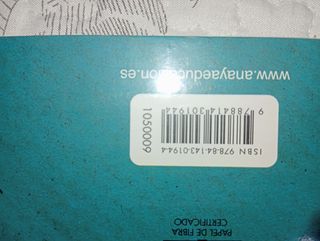 PAPEL DE FIBRA
CERTIFICADO
ISBN 978-84-143-0194-4
9 788414 301944
1050009
www.anayaeducacion.es